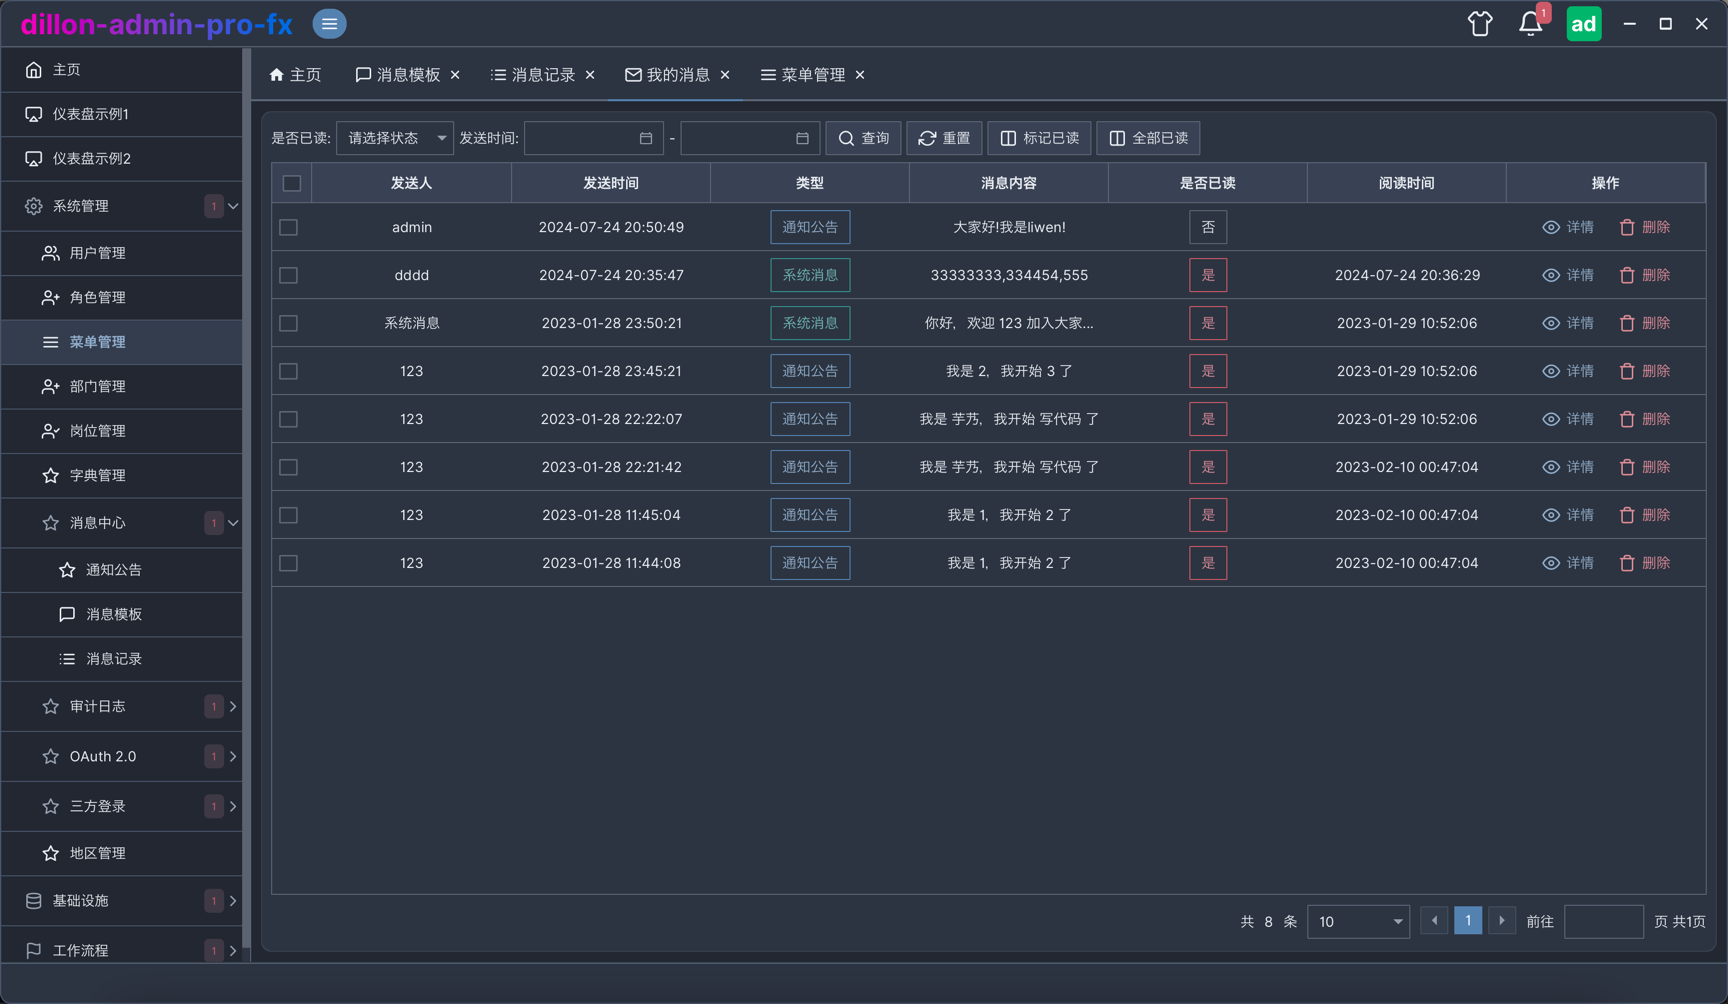 dillon-admin-pro-fx
1
ad
主页
仪表盘示例1
仪表盘示例2
系统管理 1
用户管理
角色管理
菜单管理
部门管理
岗位管理
字典管理
消息中心 1
通知公告
消息模板
消息记录
审计日志 1
OAuth 2.0 1
三方登录 1
地区管理
基础设施 1
工作流程 1
主页 消息模板 消息记录 我的消息 菜单管理
是否已读: 请选择状态 发送时间: - 查询 重置 标记已读 全部已读
发送人 发送时间 类型 消息内容 是否已读 阅读时间 操作
admin 2024-07-24 20:50:49 通知公告 大家好!我是liwen! 否 详情 删除
dddd 2024-07-24 20:35:47 系统消息 33333333,334454,555 是 2024-07-24 20:36:29 详情 删除
系统消息 2023-01-28 23:50:21 系统消息 你好，欢迎 123 加入大家... 是 2023-01-29 10:52:06 详情 删除
123 2023-01-28 23:45:21 通知公告 我是 2，我开始 3 了 是 2023-01-29 10:52:06 详情 删除
123 2023-01-28 22:22:07 通知公告 我是 芋艿，我开始 写代码 了 是 2023-01-29 10:52:06 详情 删除
123 2023-01-28 22:21:42 通知公告 我是 芋艿，我开始 写代码 了 是 2023-02-10 00:47:04 详情 删除
123 2023-01-28 11:45:04 通知公告 我是 1，我开始 2 了 是 2023-02-10 00:47:04 详情 删除
123 2023-01-28 11:44:08 通知公告 我是 1，我开始 2 了 是 2023-02-10 00:47:04 详情 删除
共 8 条 10 1 前往 页 共1页